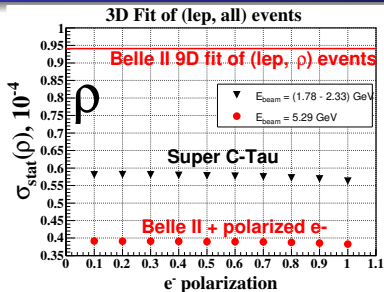 3D Fit of (lep, all) events
σstat(ρ), 10-4
1
0.95
0.9
0.85
0.8
0.75
0.7
0.65
0.6
0.55
0.5
0.45
0.4
0.35
Belle II 9D fit of (lep, ρ) events
ρ
Ebeam = (1.78 - 2.33) GeV
Ebeam = 5.29 GeV
Super C-Tau
Belle II + polarized e-
0 0.1 0.2 0.3 0.4 0.5 0.6 0.7 0.8 0.9 1 1.1
e- polarization